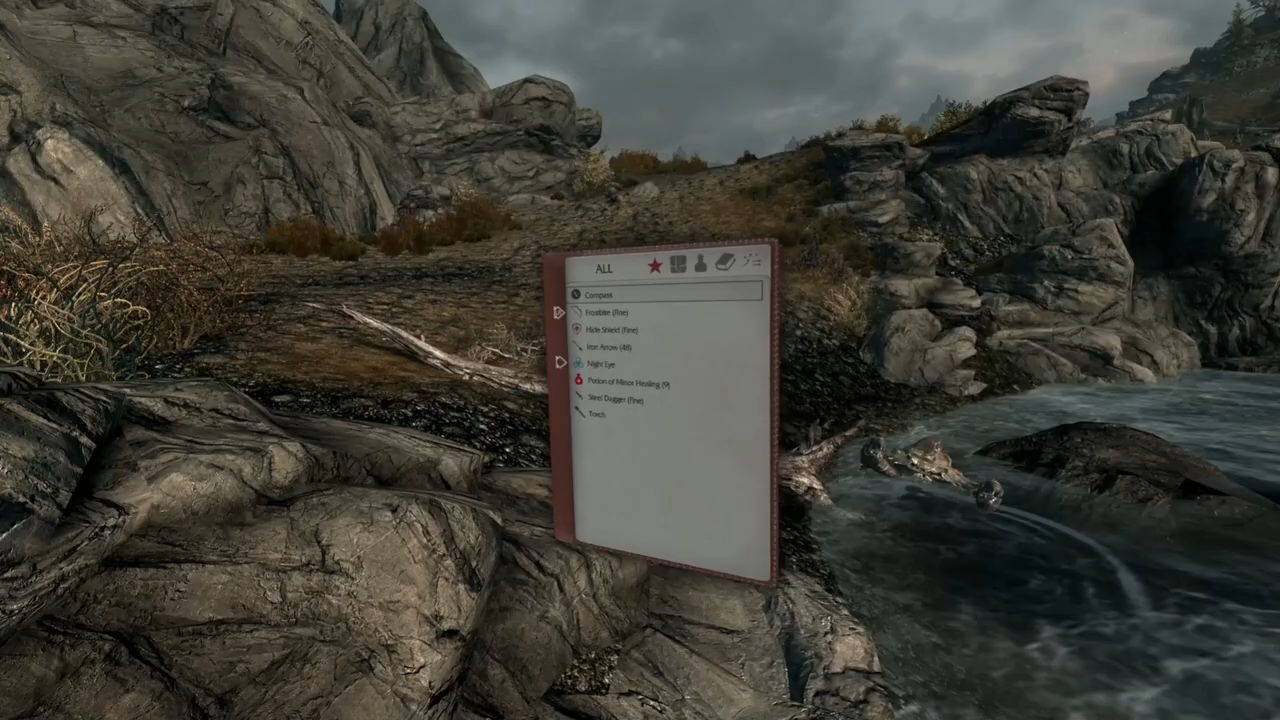 ALL
Compass
Frostbite (Fine)
Hide Shield (Fine)
Iron Arrow (48)
Night Eye
Potion of Minor Healing (9)
Steel Dagger (Fine)
Torch